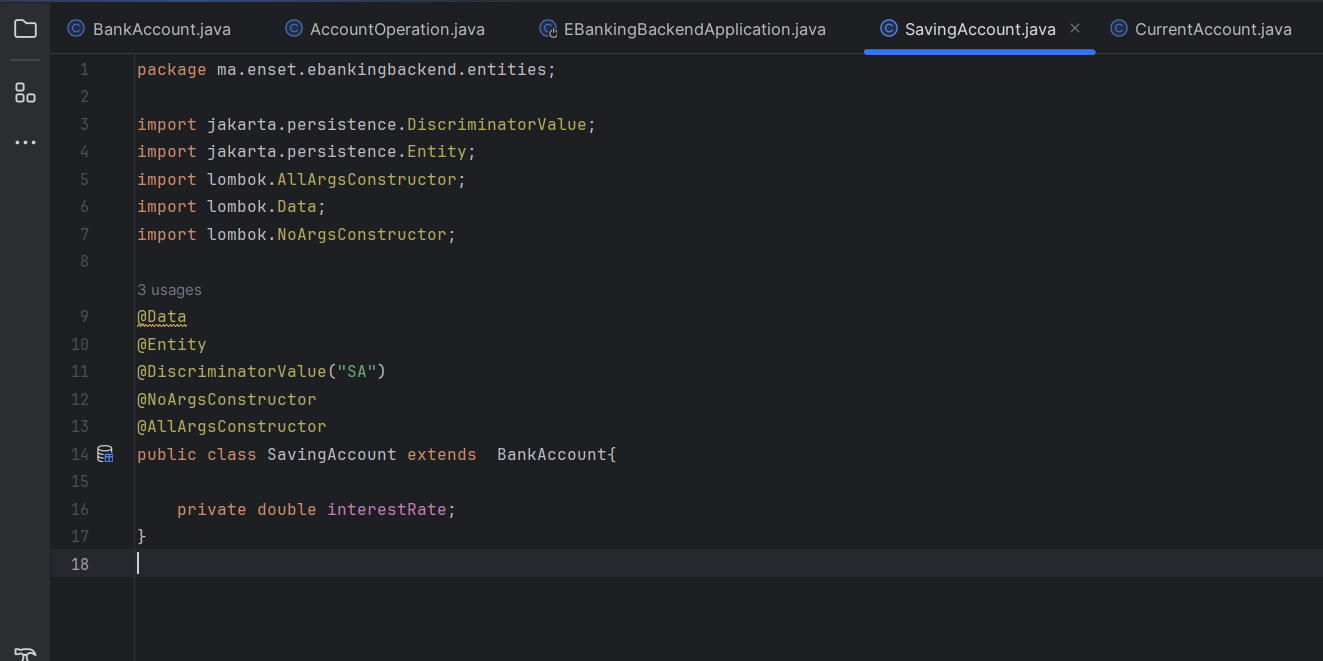 BankAccount.java AccountOperation.java EBankingBackendApplication.java SavingAccount.java CurrentAccount.java
1 package ma.enset.ebankingbackend.entities;
2
3 import jakarta.persistence.DiscriminatorValue;
4 import jakarta.persistence.Entity;
5 import lombok.AllArgsConstructor;
6 import lombok.Data;
7 import lombok.NoArgsConstructor;
8
3 usages
9 @Data
10 @Entity
11 @DiscriminatorValue("SA")
12 @NoArgsConstructor
13 @AllArgsConstructor
14 public class SavingAccount extends  BankAccount{
15
16     private double interestRate;
17 }
18